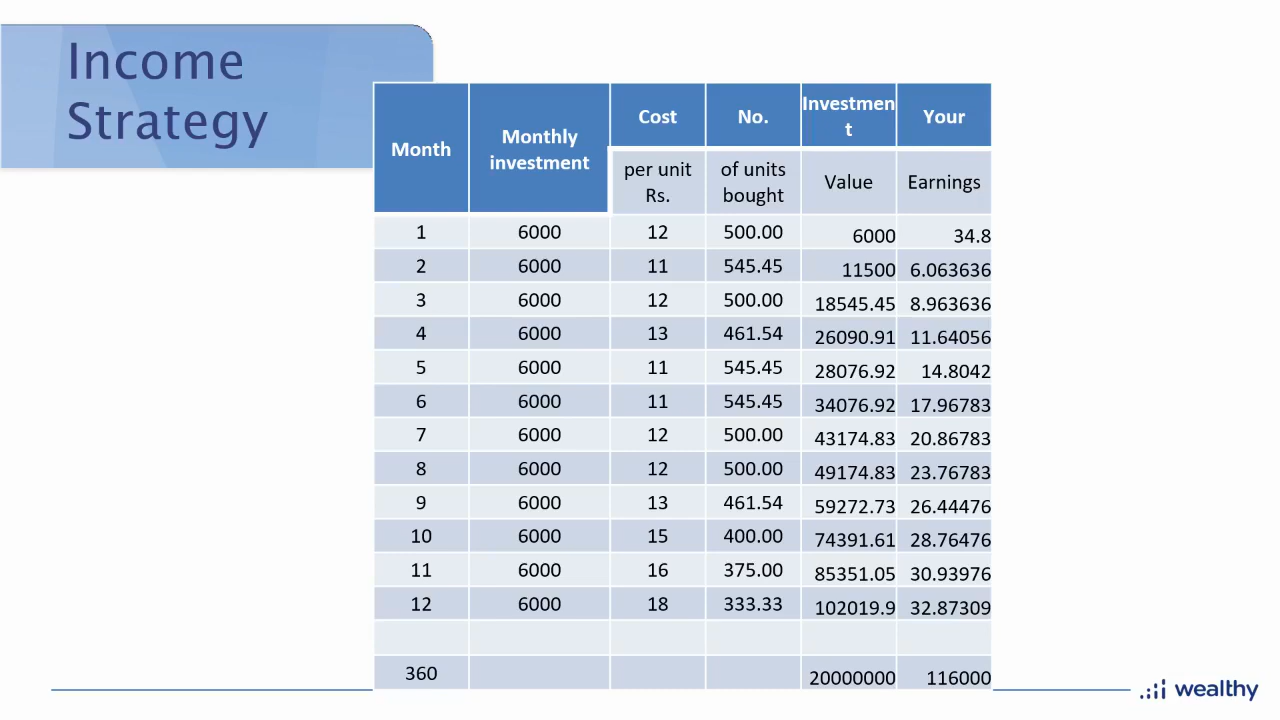 Income
Strategy
Month Monthly investment Cost No. Investmen
t Your
per unit Rs. of units bought Value Earnings
1 6000 12 500.00 6000 34.8
2 6000 11 545.45 11500 6.063636
3 6000 12 500.00 18545.45 8.963636
4 6000 13 461.54 26090.91 11.64056
5 6000 11 545.45 28076.92 14.8042
6 6000 11 545.45 34076.92 17.96783
7 6000 12 500.00 43174.83 20.86783
8 6000 12 500.00 49174.83 23.76783
9 6000 13 461.54 59272.73 26.44476
10 6000 15 400.00 74391.61 28.76476
11 6000 16 375.00 85351.05 30.93976
12 6000 18 333.33 102019.9 32.87309
360 20000000 116000
wealthy